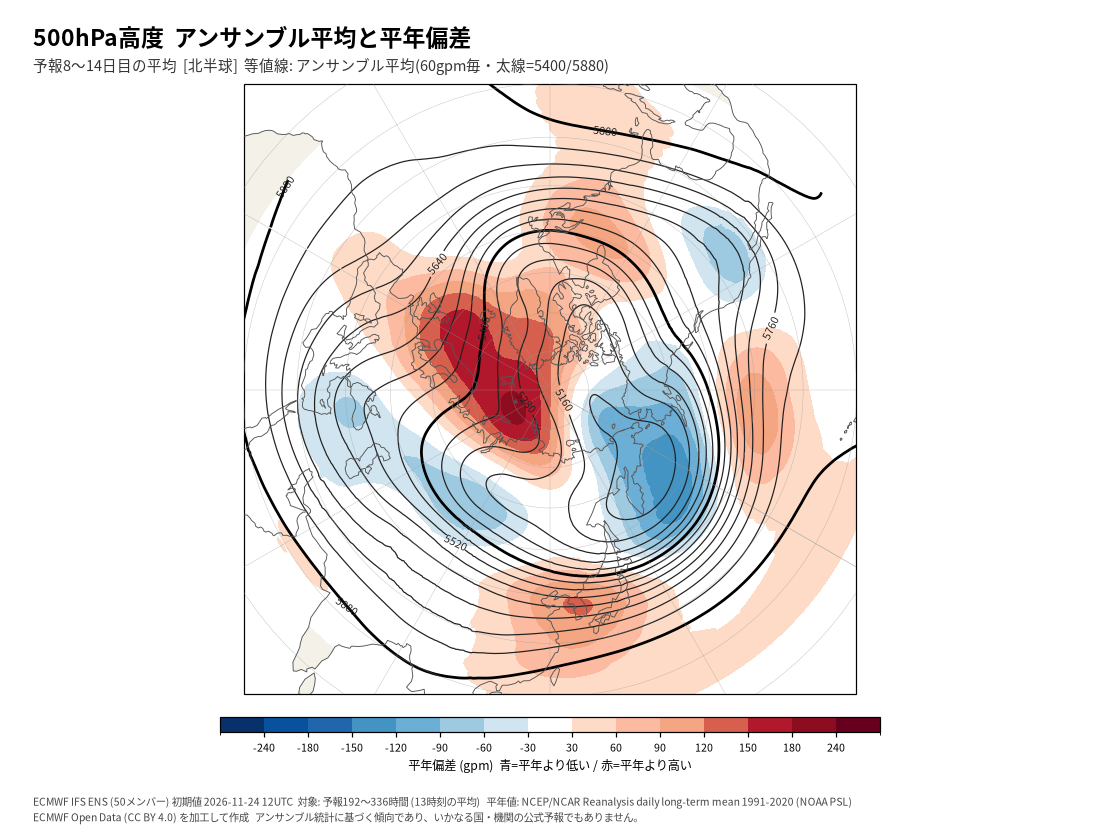 500hPa高度 アンサンブル平均と平年偏差
予報8～14日目の平均 [北半球] 等値線: アンサンブル平均(60gpm毎・太線=5400/5880)
5880
5880
5640
5760
5160
5520
5880
-240 -180 -150 -120 -90 -60 -30 30 60 90 120 150 180 240
平年偏差 (gpm) 青=平年より低い / 赤=平年より高い
ECMWF IFS ENS (50メンバー) 初期値 2026-11-24 12UTC 対象: 予報192～336時間 (13時刻の平均) 平年値: NCEP/NCAR Reanalysis daily long-term mean 1991-2020 (NOAA PSL)
ECMWF Open Data (CC BY 4.0) を加工して作成 アンサンブル統計に基づく傾向であり、いかなる国・機関の公式予報でもありません。